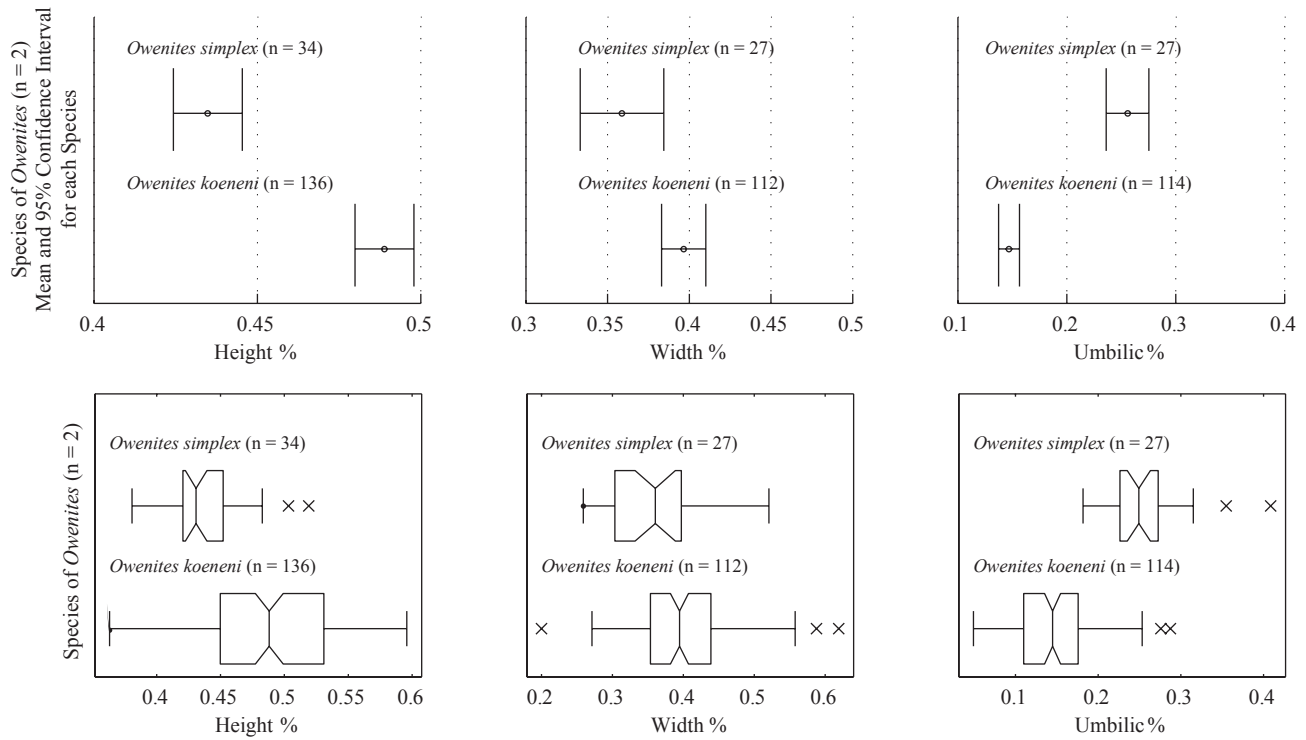 Species of Owenites (n = 2)
Mean and 95% Confidence Interval
for each Species
Owenites simplex (n = 34)
Owenites koeneni (n = 136)
0.4 0.45 0.5
Height %
Owenites simplex (n = 27)
Owenites koeneni (n = 112)
0.3 0.35 0.4 0.45 0.5
Width %
Owenites simplex (n = 27)
Owenites koeneni (n = 114)
0.1 0.2 0.3 0.4
Umbilic %
Species of Owenites (n = 2)
Owenites simplex (n = 34)
Owenites koeneni (n = 136)
0.4 0.45 0.5 0.55 0.6
Height %
Owenites simplex (n = 27)
Owenites koeneni (n = 112)
0.2 0.3 0.4 0.5 0.6
Width %
Owenites simplex (n = 27)
Owenites koeneni (n = 114)
0.1 0.2 0.3 0.4
Umbilic %